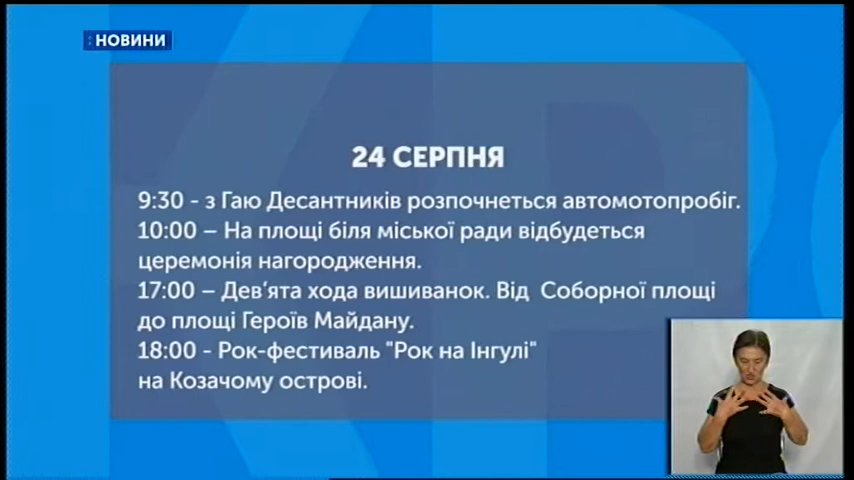 НОВИНИ
24 СЕРПНЯ
9:30 - з Гаю Десантників розпочнеться автомотопробіг.
10:00 – На площі біля міської ради відбудеться
церемонія нагородження.
17:00 – Дев’ята хода вишиванок. Від Соборної площі
до площі Героїв Майдану.
18:00 - Рок-фестиваль "Рок на Інгулі"
на Козачому острові.